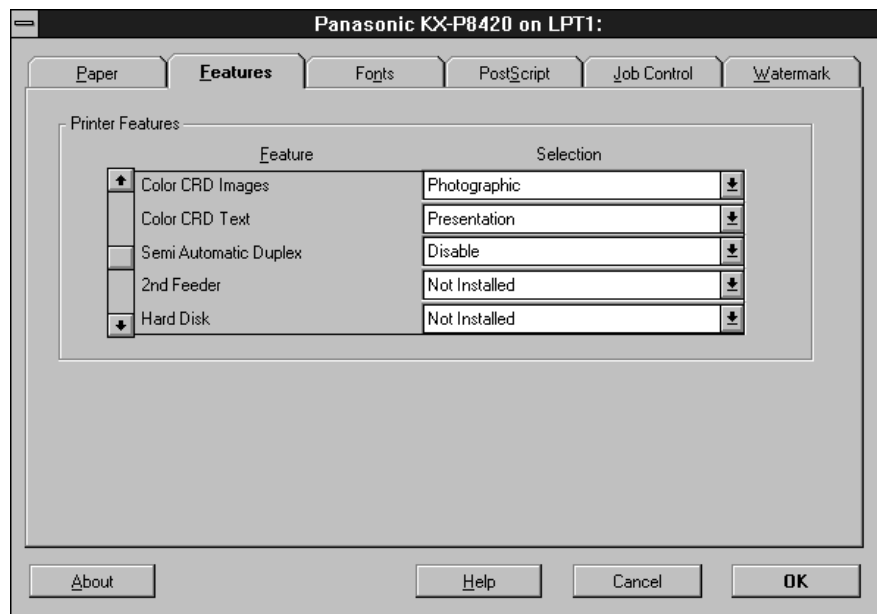 Panasonic KX-P8420 on LPT1:
Paper Features Fonts PostScript Job Control Watermark
Printer Features
Feature Selection
Color CRD Images Photographic
Color CRD Text Presentation
Semi Automatic Duplex Disable
2nd Feeder Not Installed
Hard Disk Not Installed
About Help Cancel OK